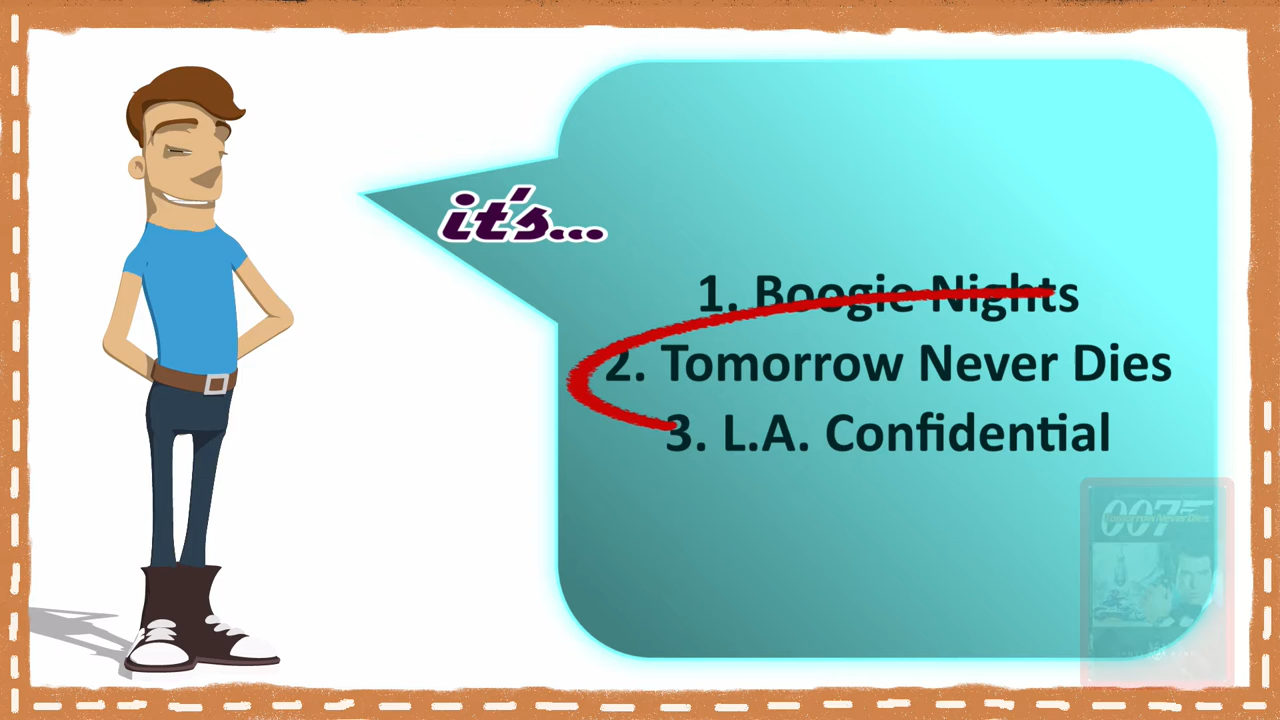 it's...
1. Boogie Nights
2. Tomorrow Never Dies
3. L.A. Confidential
007
Tomorrow Never Dies